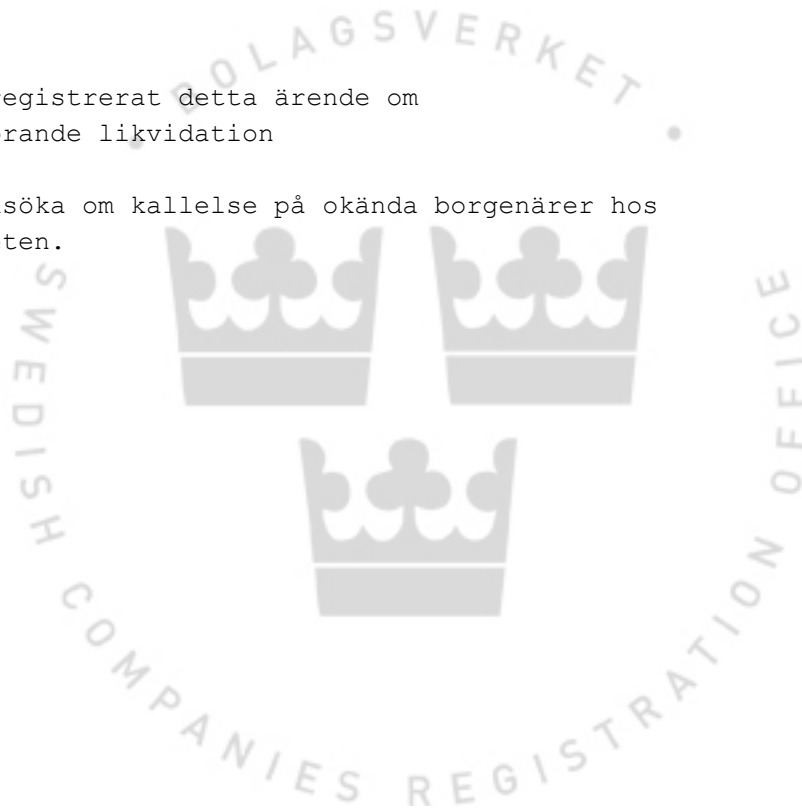 BOLAGSVERKET
egistrerat detta ärende om
rande likvidation
söka om kallelse på okända borgenärer hos
ten.
SWEDISH COMPANIES REGISTRATION OFFICE